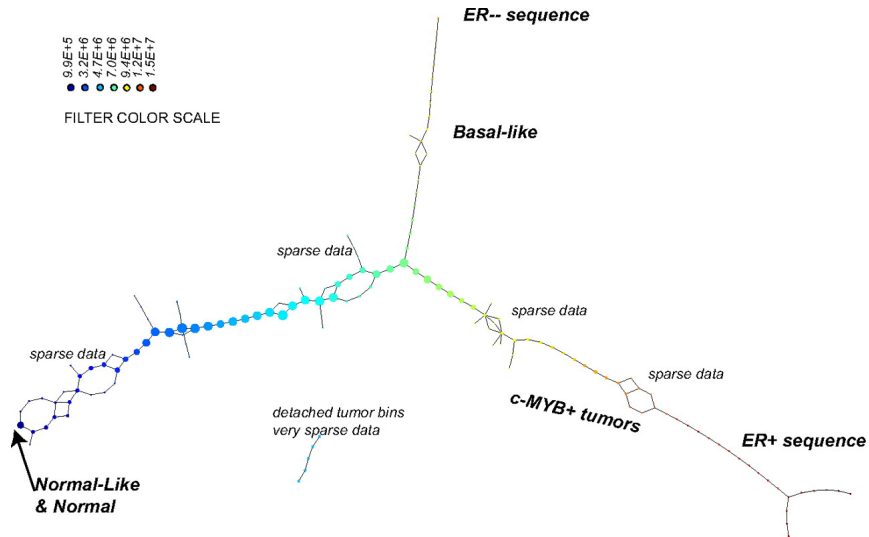 ER-- sequence
9.9E+5
3.2E+6
4.7E+6
7.0E+6
9.4E+6
1.2E+7
1.5E+7
FILTER COLOR SCALE
Basal-like
sparse data
sparse data
sparse data
sparse data
detached tumor bins
very sparse data
c-MYB+ tumors
ER+ sequence
Normal-Like
& Normal